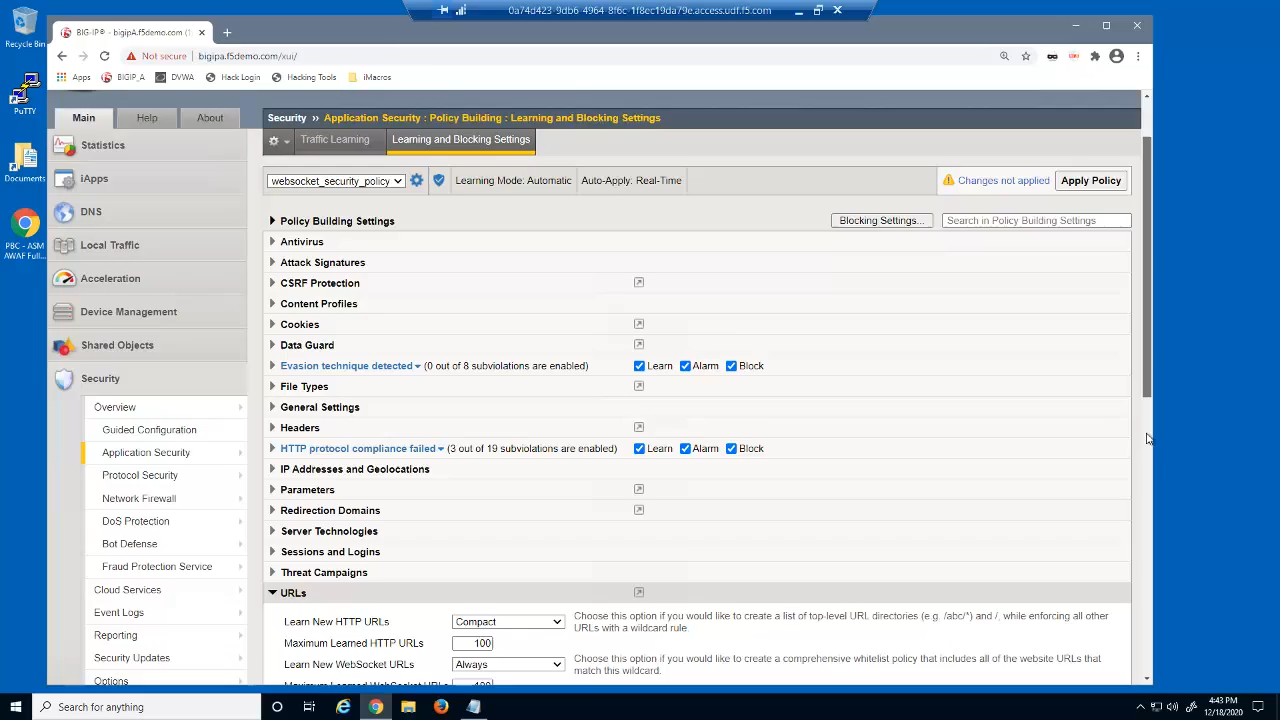 0a74d423-9db6-4964-8f6c-1f8ec19da79e.access.udf.f5.com
Recycle Bin
PuTTY
Documents
PBC - ASM
AWAF Full...
BIG-IP® - bigipA.f5demo.com (1
Not secure
bigipa.f5demo.com/xui/
Apps
BIGIP_A
DVWA
Hack Login
Hacking Tools
iMacros
Main
Help
About
Security ›› Application Security : Policy Building : Learning and Blocking Settings
Traffic Learning
Learning and Blocking Settings
Statistics
iApps
DNS
Local Traffic
Acceleration
Device Management
Shared Objects
Security
Overview
Guided Configuration
Application Security
Protocol Security
Network Firewall
DoS Protection
Bot Defense
Fraud Protection Service
Cloud Services
Event Logs
Reporting
Security Updates
Options
websocket_security_policy
Learning Mode: Automatic
Auto-Apply: Real-Time
Changes not applied
Apply Policy
Policy Building Settings
Blocking Settings...
Search in Policy Building Settings
Antivirus
Attack Signatures
CSRF Protection
Content Profiles
Cookies
Data Guard
Evasion technique detected (0 out of 8 subviolations are enabled) Learn Alarm Block
File Types
General Settings
Headers
HTTP protocol compliance failed (3 out of 19 subviolations are enabled) Learn Alarm Block
IP Addresses and Geolocations
Parameters
Redirection Domains
Server Technologies
Sessions and Logins
Threat Campaigns
URLs
Learn New HTTP URLs Compact Choose this option if you would like to create a list of top-level URL directories (e.g. /abc/*) and /, while enforcing all other
URLs with a wildcard rule.
Maximum Learned HTTP URLs 100
Learn New WebSocket URLs Always Choose this option if you would like to create a comprehensive whitelist policy that includes all of the website URLs that
match this wildcard.
Maximum Learned WebSocket URLs 100
Search for anything
4:43 PM
12/18/2020